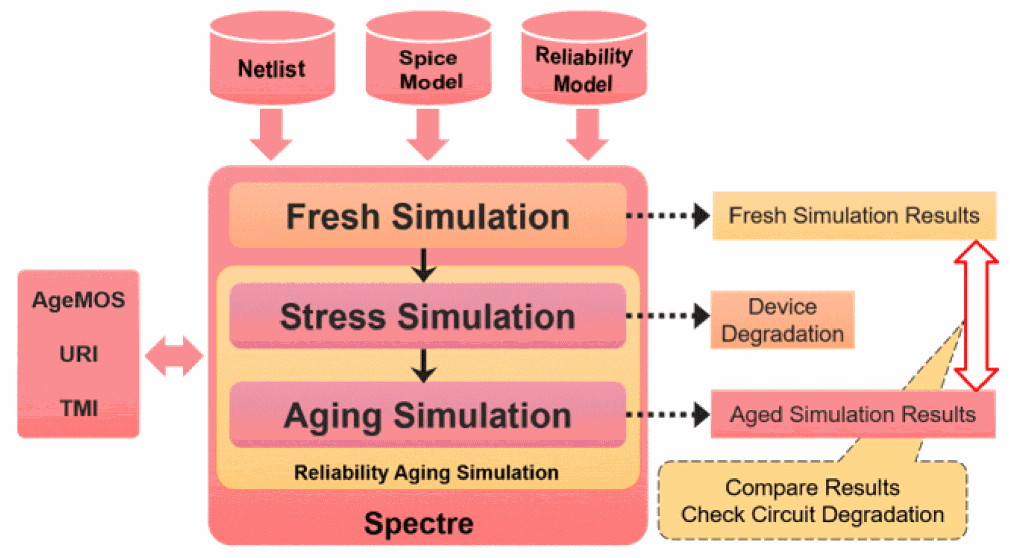 Netlist
Spice
Model
Reliability
Model
Fresh Simulation
Fresh Simulation Results
AgeMOS
URI
TMI
Stress Simulation
Device
Degradation
Aging Simulation
Aged Simulation Results
Reliability Aging Simulation
Spectre
Compare Results
Check Circuit Degradation